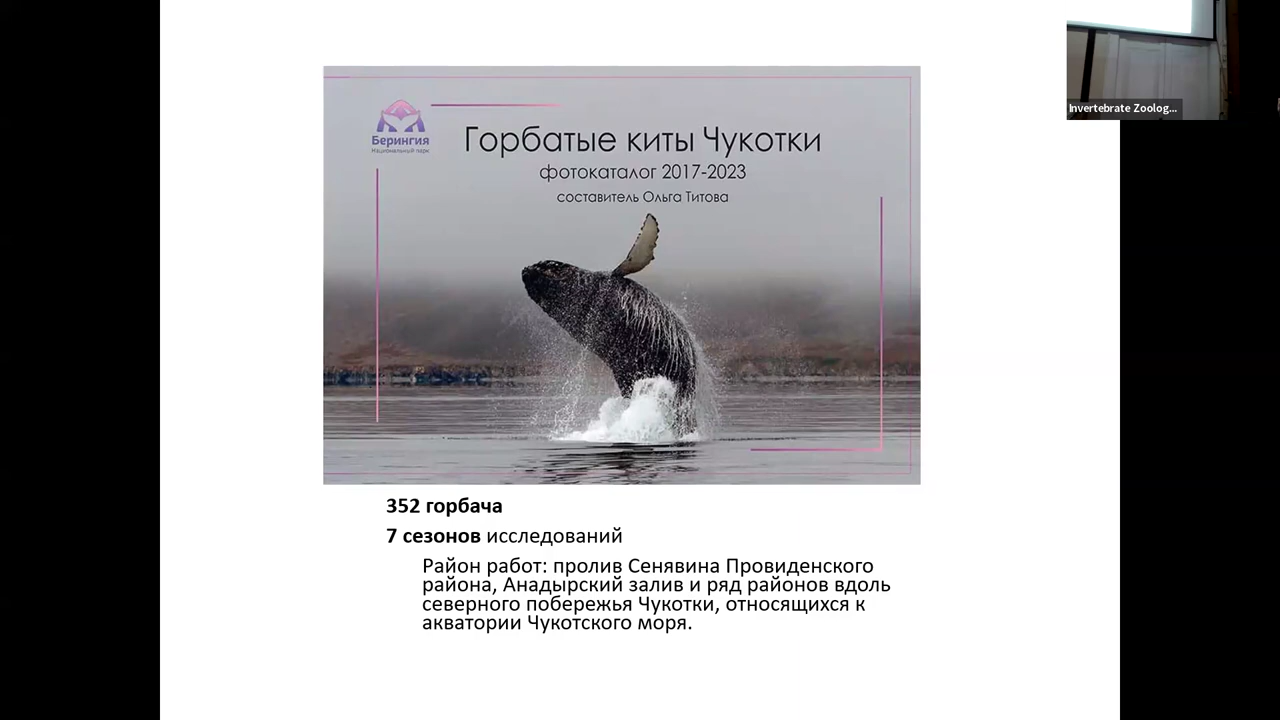 Invertebrate Zoolog...
Берингия
Национальный парк
Горбатые киты Чукотки
фотокаталог 2017-2023
составитель Ольга Титова
352 горбача
7 сезонов исследований
Район работ: пролив Сенявина Провиденского
района, Анадырский залив и ряд районов вдоль
северного побережья Чукотки, относящихся к
акватории Чукотского моря.